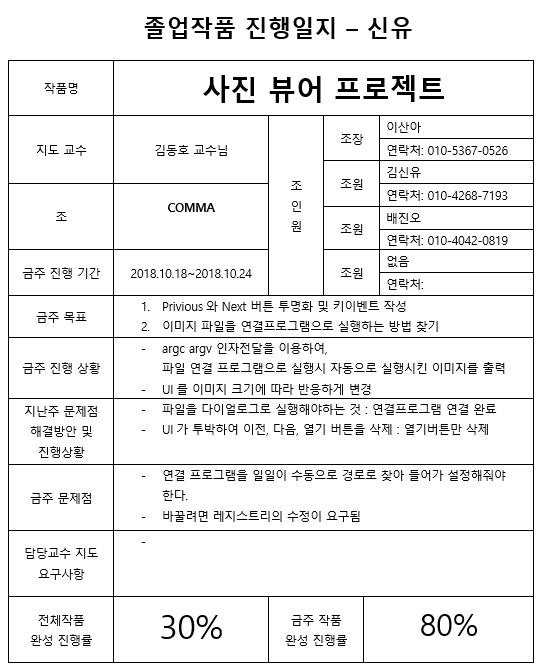 졸업작품 진행일지 – 신유
작품명
사진 뷰어 프로젝트
지도 교수
김동호 교수님
조
COMMA
금주 진행 기간
2018.10.18~2018.10.24
조
인
원
조장
이산아
연락처: 010-5367-0526
조원
김신유
연락처: 010-4268-7193
조원
배진오
연락처: 010-4042-0819
조원
없음
연락처:
금주 목표
1. Privious 와 Next 버튼 투명화 및 키이벤트 작성
2. 이미지 파일을 연결프로그램으로 실행하는 방법 찾기
금주 진행 상황
- argc argv 인자전달을 이용하여,
파일 연결 프로그램으로 실행시 자동으로 실행시킨 이미지를 출력
- UI 를 이미지 크기에 따라 반응하게 변경
지난주 문제점
해결방안 및
진행상황
- 파일을 다이얼로그로 실행해야하는 것 : 연결프로그램 연결 완료
- UI 가 투박하여 이전, 다음, 열기 버튼을 삭제 : 열기버튼만 삭제
금주 문제점
- 연결 프로그램을 일일이 수동으로 경로로 찾아 들어가 설정해줘야
한다.
- 바꿀려면 레지스트리의 수정이 요구됨
담당교수 지도
요구사항
-
전체작품
완성 진행률
30%
금주 작품
완성 진행률
80%